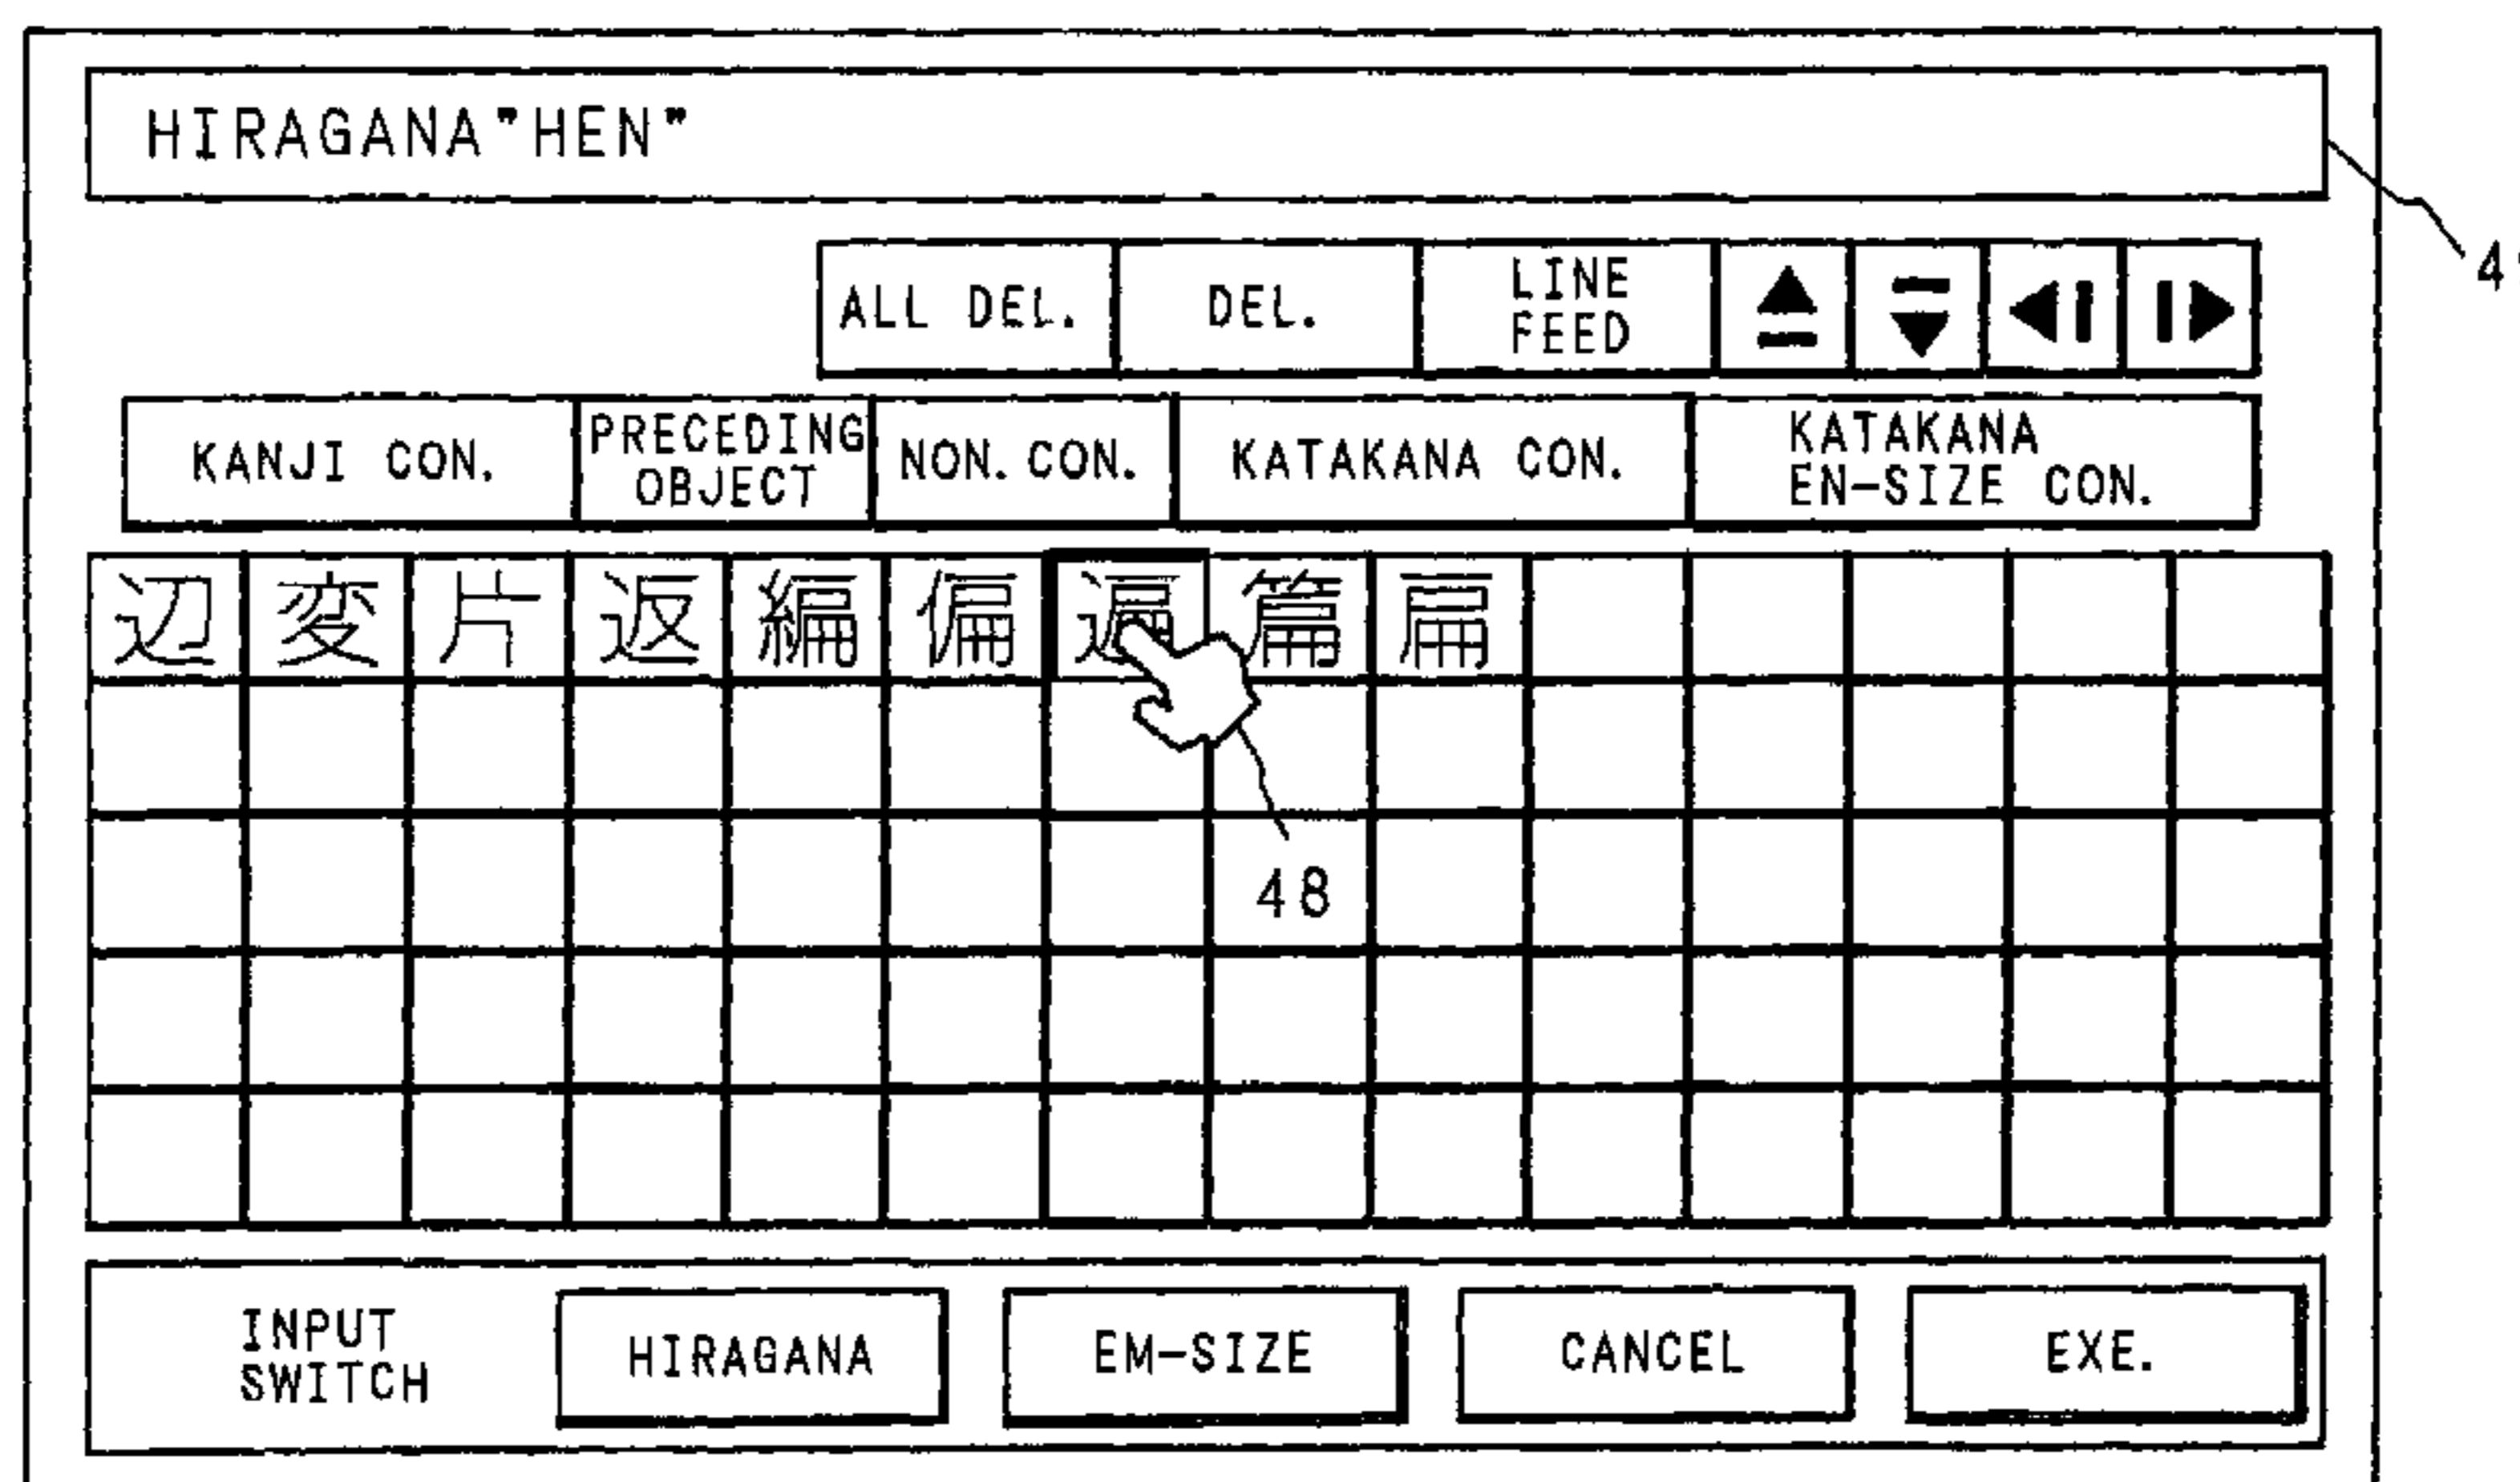 HIRAGANA"HEN"
ALL DEL. DEL. LINE FEED
KANJI CON. PRECEDING OBJECT NON. CON. KATAKANA CON. KATAKANA EN-SIZE CON.
辺 変 片 返 編 偏 遍 篇 扁
48
INPUT SWITCH HIRAGANA EM-SIZE CANCEL EXE.